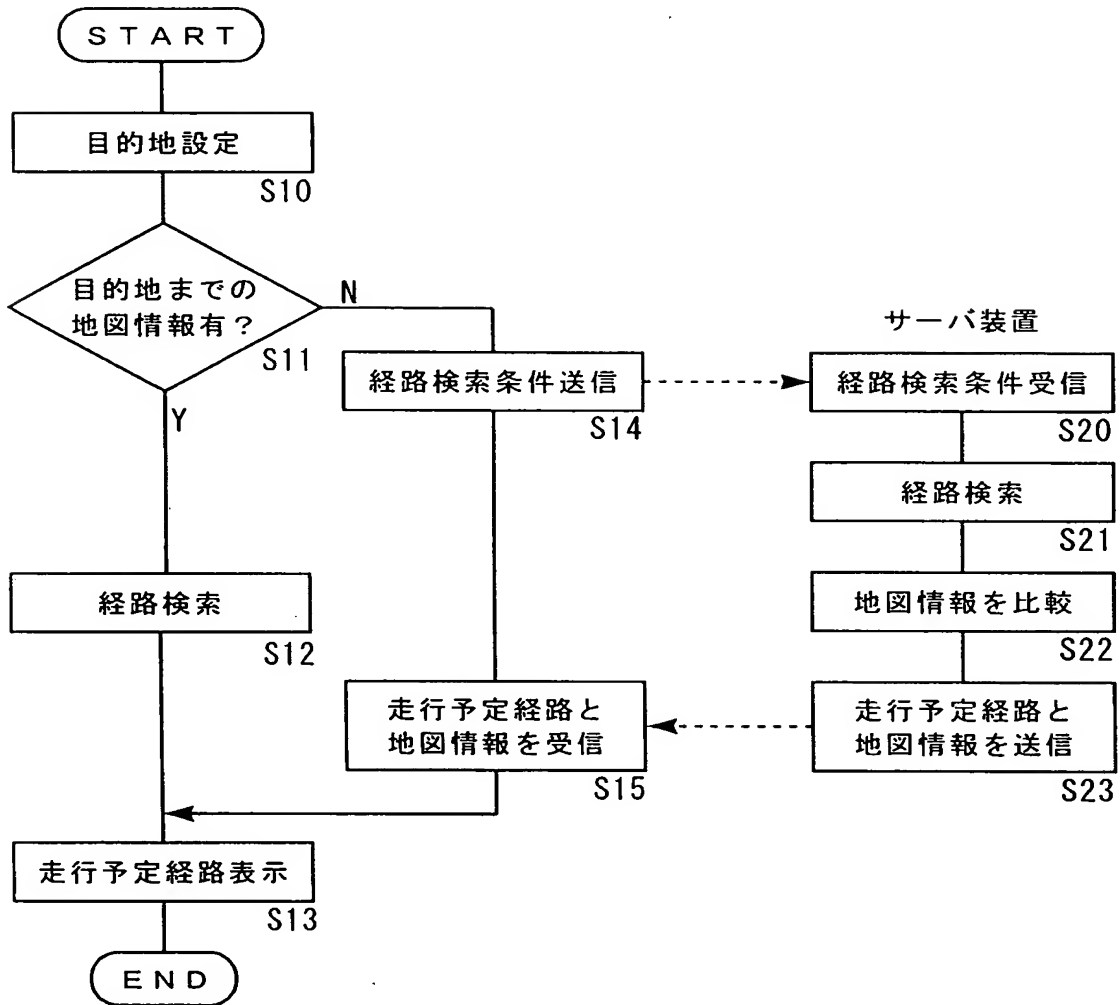 START
目的地設定
S10
目的地までの
地図情報有?
S11
N
Y
経路検索
S12
経路検索条件送信
S14
走行予定経路と
地図情報を受信
S15
走行予定経路表示
S13
END
サーバ装置
経路検索条件受信
S20
経路検索
S21
地図情報を比較
S22
走行予定経路と
地図情報を送信
S23